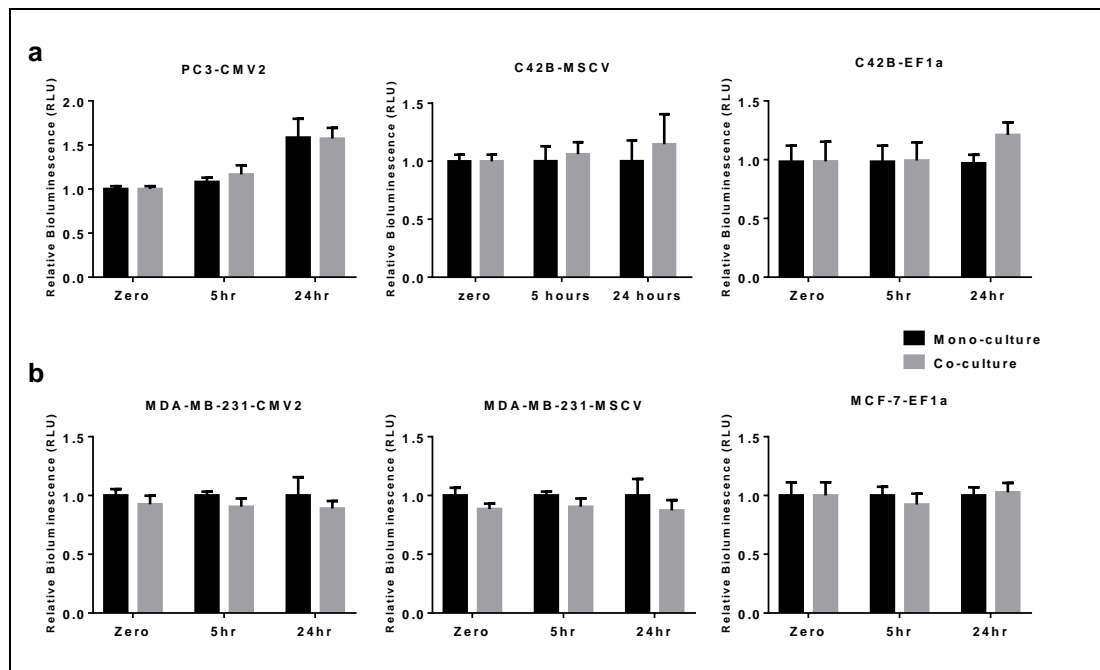 a
PC3-CMV2
Relative Bioluminescence (RLU)
2.0
1.5
1.0
0.5
0.0
Zero 5hr 24hr
C42B-MSCV
Relative Bioluminescence (RLU)
1.5
1.0
0.5
0.0
zero 5 hours 24 hours
C42B-EF1a
Relative Bioluminescence (RLU)
1.5
1.0
0.5
0.0
Zero 5hr 24hr
Mono-culture
Co-culture
b
MDA-MB-231-CMV2
Relative Bioluminescence (RLU)
1.5
1.0
0.5
0.0
Zero 5hr 24hr
MDA-MB-231-MSCV
Relative Bioluminescence (RLU)
1.5
1.0
0.5
0.0
Zero 5hr 24hr
MCF-7-EF1a
Relative Bioluminescence (RLU)
1.5
1.0
0.5
0.0
Zero 5hr 24hr